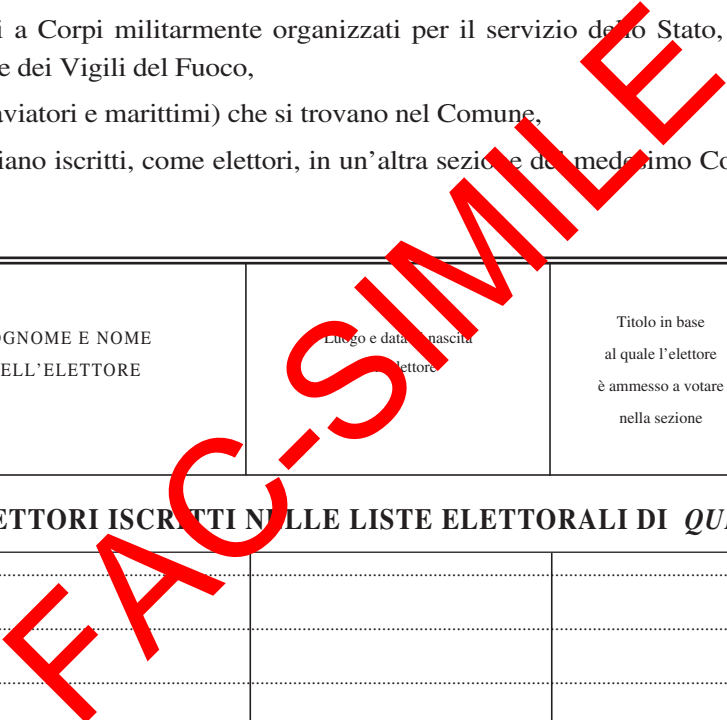 i a Corpi militarmente organizzati per il servizio dello Stato,
e dei Vigili del Fuoco,
aviatori e marittimi) che si trovano nel Comune,
iano iscritti, come elettori, in un’altra sezione del medesimo Co
OGNOME E NOME
ELL’ELETTORE
Luogo e data di nascita
dell’elettore
Titolo in base
al quale l’elettore
è ammesso a votare
nella sezione
ETTORI ISCRITTI NELLE LISTE ELETTORALI DI QU
FAC-SIMILE